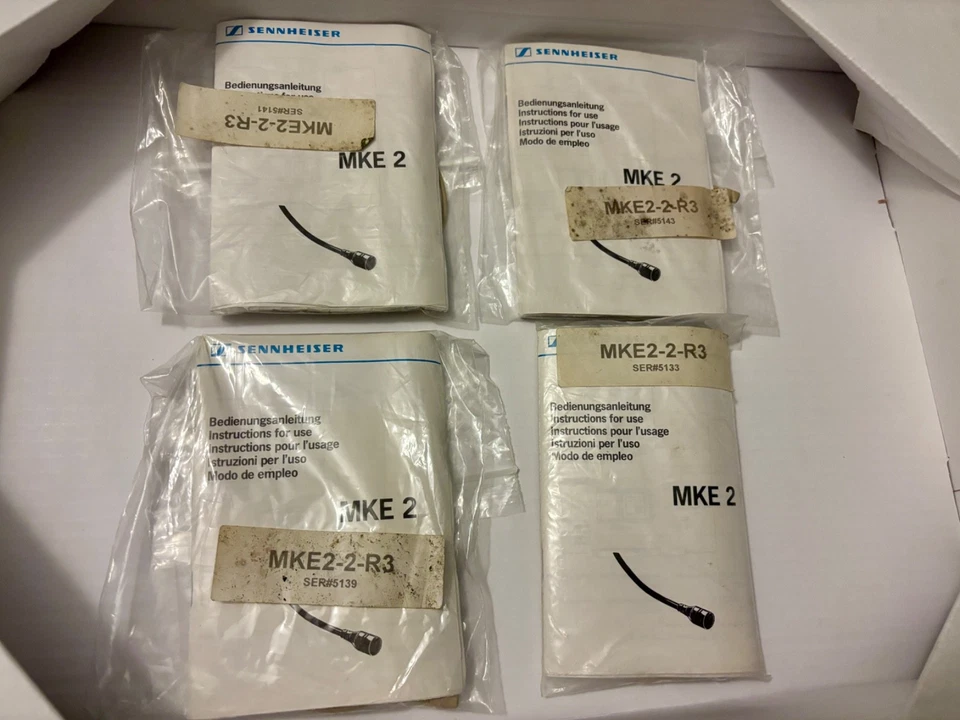 SENNHEISER
Bedienungsanleitung
MKE2-2-R3
SER#5141
MKE 2
SENNHEISER
Bedienungsanleitung
Instructions for use
Instructions pour l'usage
Istruzioni per l'uso
Modo de empleo
MKE 2
MKE2-2-R3
SER#5143
SENNHEISER
Bedienungsanleitung
Instructions for use
Instructions pour l'usage
Istruzioni per l'uso
Modo de empleo
MKE 2
MKE2-2-R3
SER#5139
MKE2-2-R3
SER#5133
Bedienungsanleitung
Instructions for use
Instructions pour l'usage
Istruzioni per l'uso
Modo de empleo
MKE 2